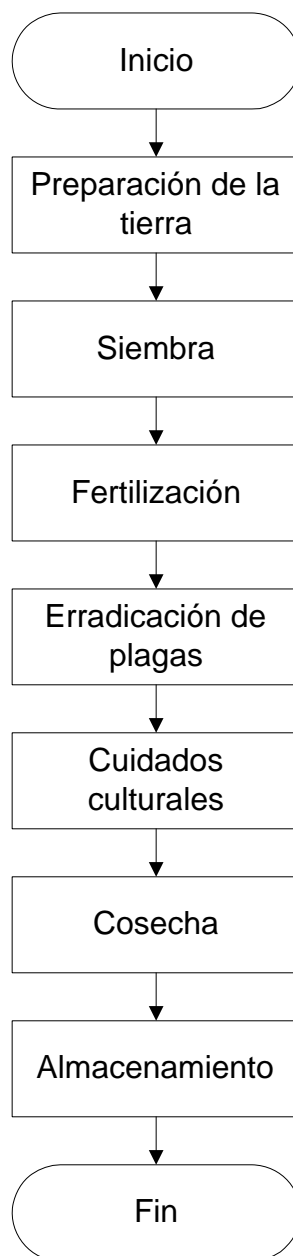 Inicio
Preparación de la
tierra
Siembra
Fertilización
Erradicación de
plagas
Cuidados
culturales
Cosecha
Almacenamiento
Fin